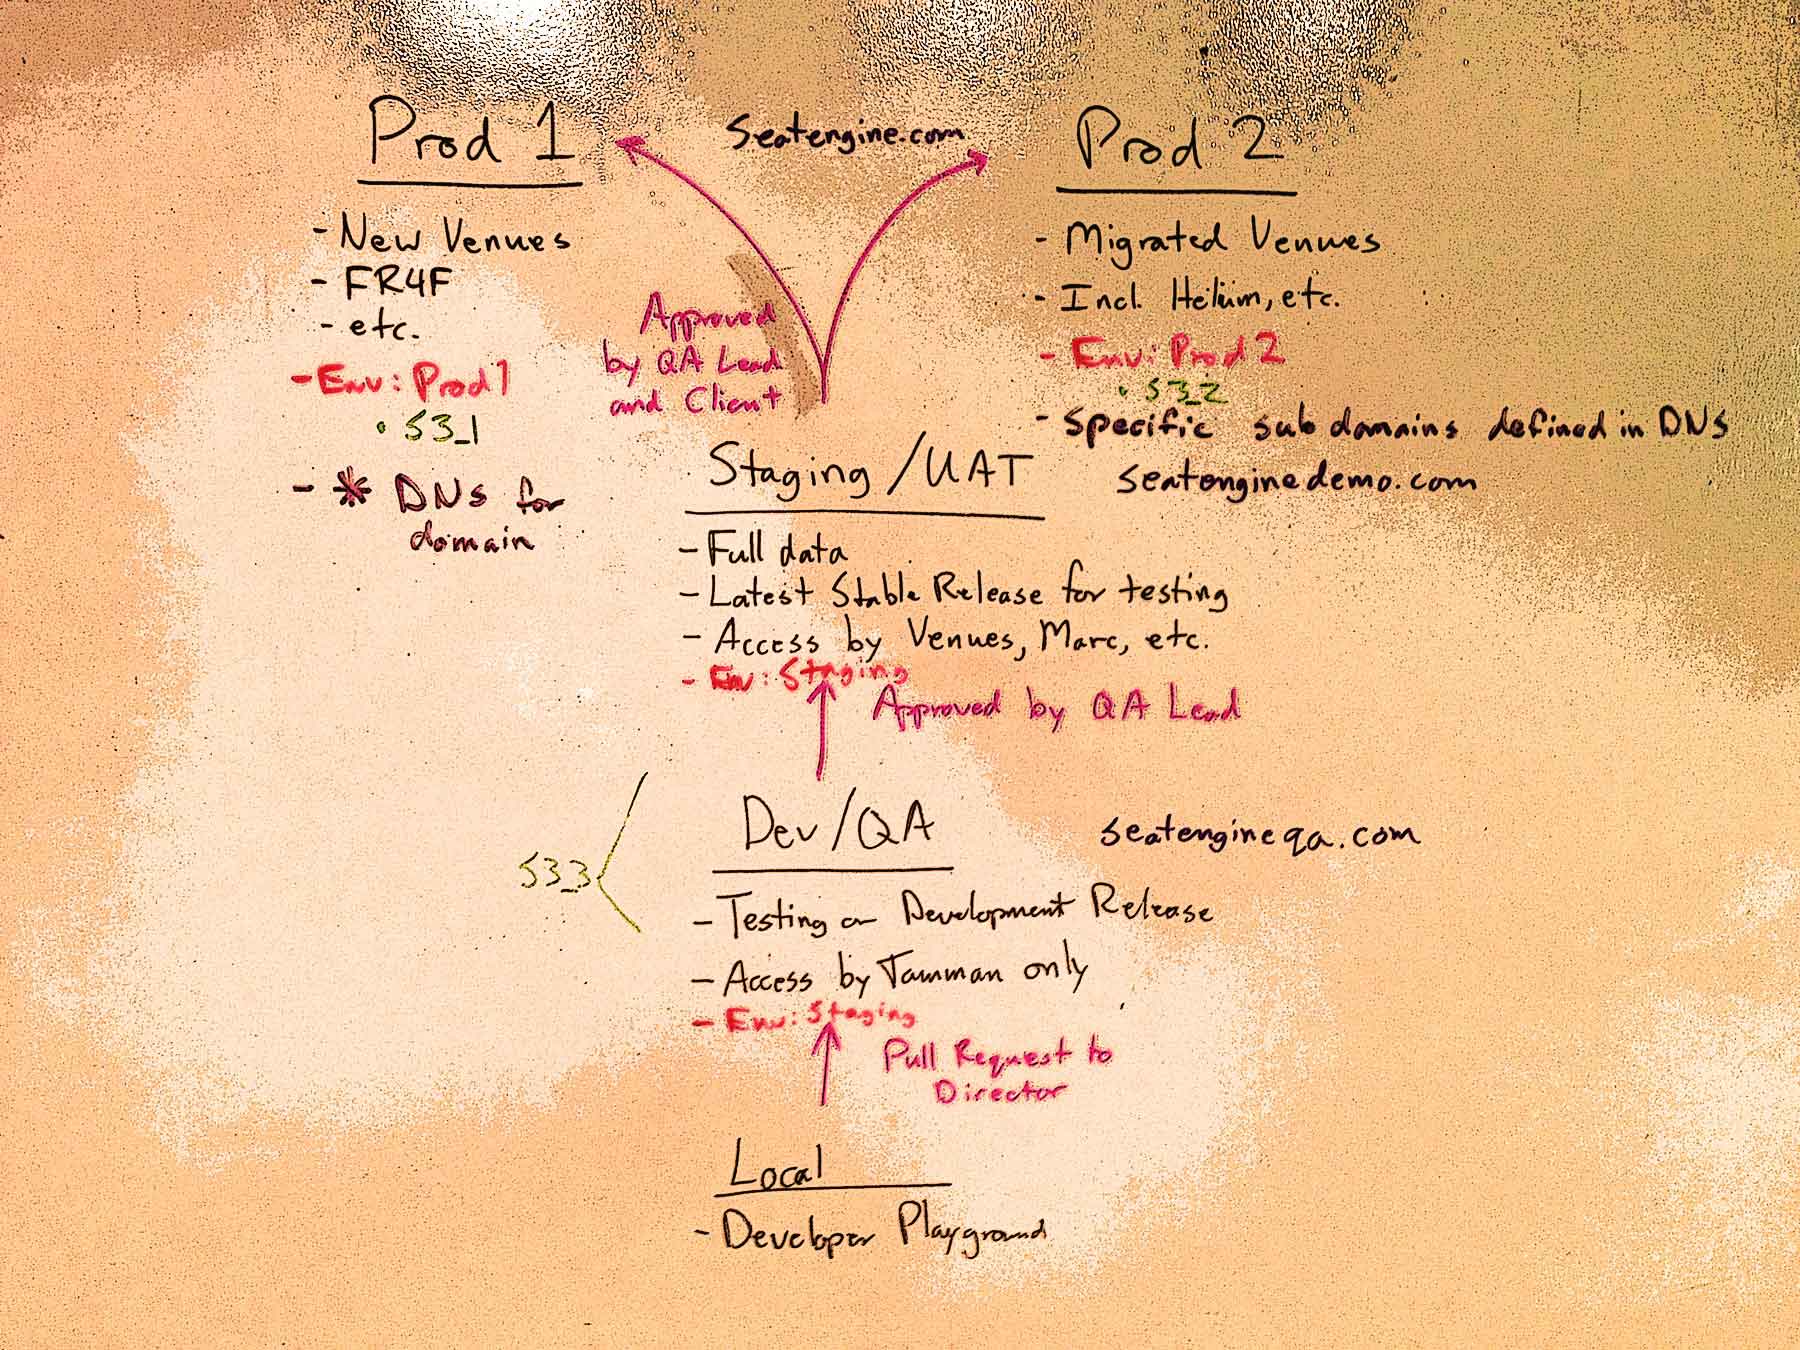 Prod 1
seatengine.com
Prod 2
- New Venues
- FR4F
- etc.
- Env: Prod 1
• S3_1
- * DNS for
domain
Approved
by QA Lead
and Client
- Migrated Venues
- Incl. Helium, etc.
- Env: Prod 2
• S3_2
- specific sub domains defined in DNS
Staging / UAT
seatenginedemo.com
- Full data
- Latest Stable Release for testing
- Access by Venues, Marc, etc.
- Env: Staging
Approved by QA Lead
S3_3
Dev / QA
seatengineqa.com
- Testing on Development Release
- Access by Tamman only
- Env: Staging
Pull Request to
Director
Local
- Developer Playground